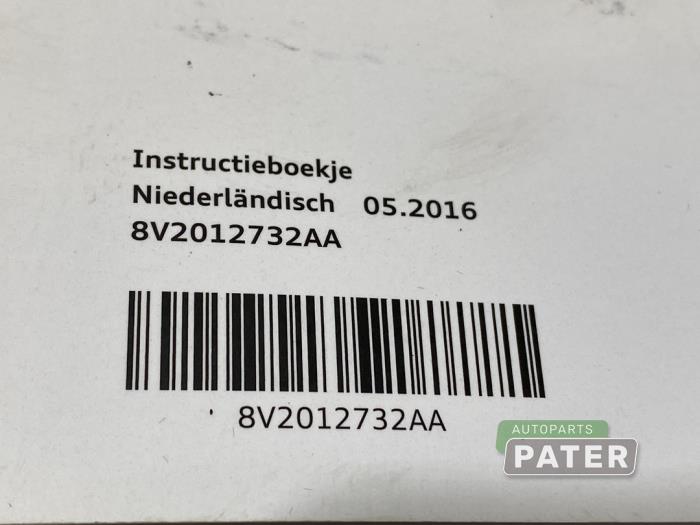 Instructieboekje
Niederländisch 05.2016
8V2012732AA
8V2012732AA
AUTOPARTS
PATER